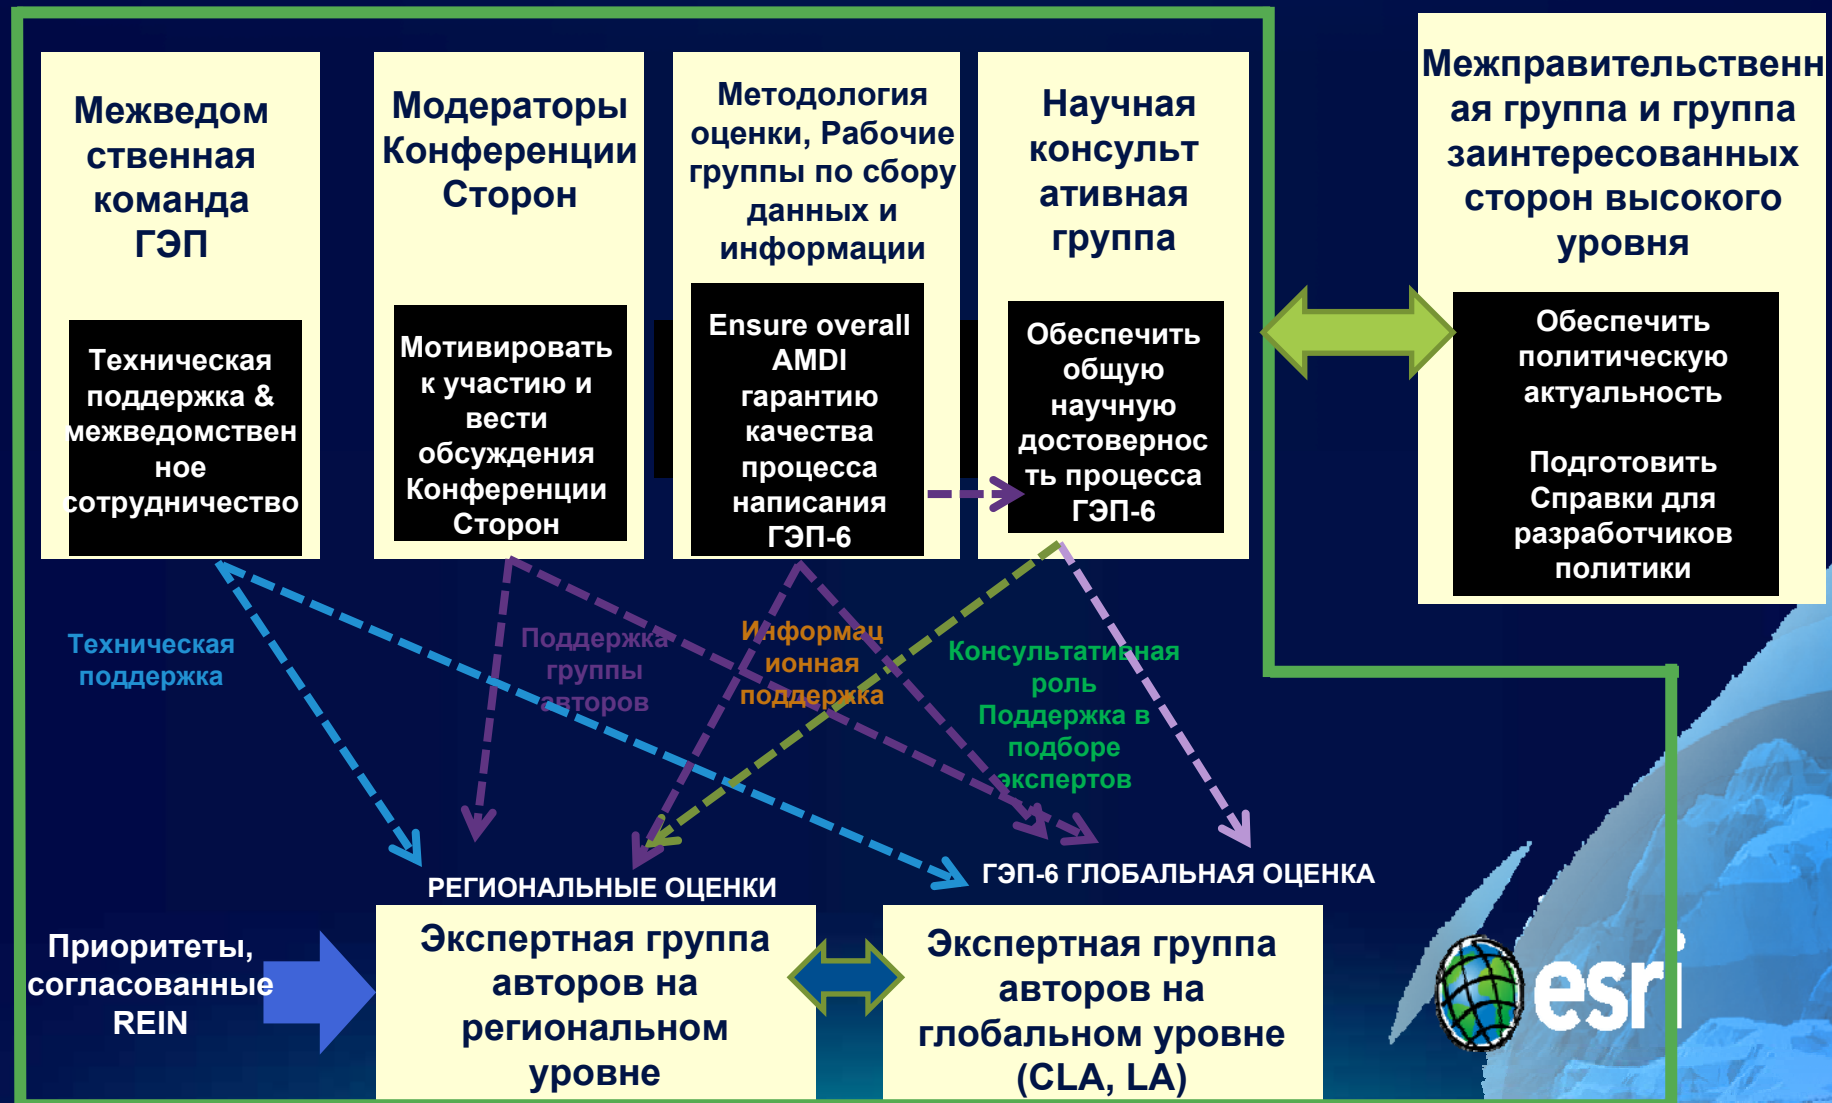 Межведом
ственная
команда
ГЭП
Техническая
поддержка &
межведомствен
ное
сотрудничество
Модераторы
Конференции
Сторон
Мотивировать
к участию и
вести
обсуждения
Конференции
Сторон
Методология
оценки, Рабочие
группы по сбору
данных и
информации
Ensure overall
AMDI
гарантию
качества
процесса
написания
ГЭП-6
Научная
консульт
ативная
группа
Обеспечить
общую
научную
достовернос
ть процесса
ГЭП-6
Межправительственн
ая группа и группа
заинтересованных
сторон высокого
уровня
Обеспечить
политическую
актуальность
Подготовить
Справки для
разработчиков
политики
Техническая
поддержка
Поддержка
группы
авторов
Информац
ионная
поддержка
Консультативная
роль
Поддержка в
подборе
экспертов
РЕГИОНАЛЬНЫЕ ОЦЕНКИ
ГЭП-6 ГЛОБАЛЬНАЯ ОЦЕНКА
Приоритеты,
согласованные
REIN
Экспертная группа
авторов на
региональном
уровне
Экспертная группа
авторов на
глобальном уровне
(CLA, LA)
esri